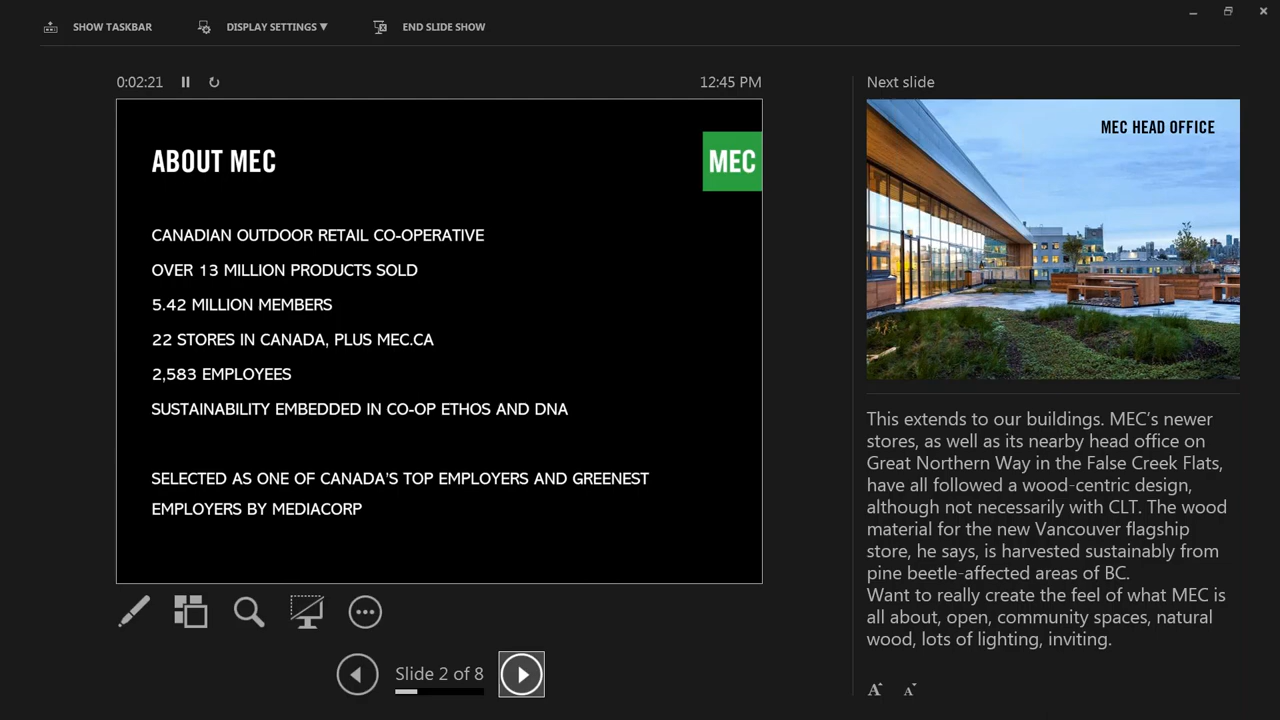 SHOW TASKBAR
DISPLAY SETTINGS ▼
END SLIDE SHOW
0:02:21
12:45 PM
ABOUT MEC
MEC
CANADIAN OUTDOOR RETAIL CO-OPERATIVE
OVER 13 MILLION PRODUCTS SOLD
5.42 MILLION MEMBERS
22 STORES IN CANADA, PLUS MEC.CA
2,583 EMPLOYEES
SUSTAINABILITY EMBEDDED IN CO-OP ETHOS AND DNA
SELECTED AS ONE OF CANADA’S TOP EMPLOYERS AND GREENEST
EMPLOYERS BY MEDIACORP
Slide 2 of 8
Next slide
MEC HEAD OFFICE
This extends to our buildings. MEC’s newer
stores, as well as its nearby head office on
Great Northern Way in the False Creek Flats,
have all followed a wood-centric design,
although not necessarily with CLT. The wood
material for the new Vancouver flagship
store, he says, is harvested sustainably from
pine beetle-affected areas of BC.
Want to really create the feel of what MEC is
all about, open, community spaces, natural
wood, lots of lighting, inviting.
A A